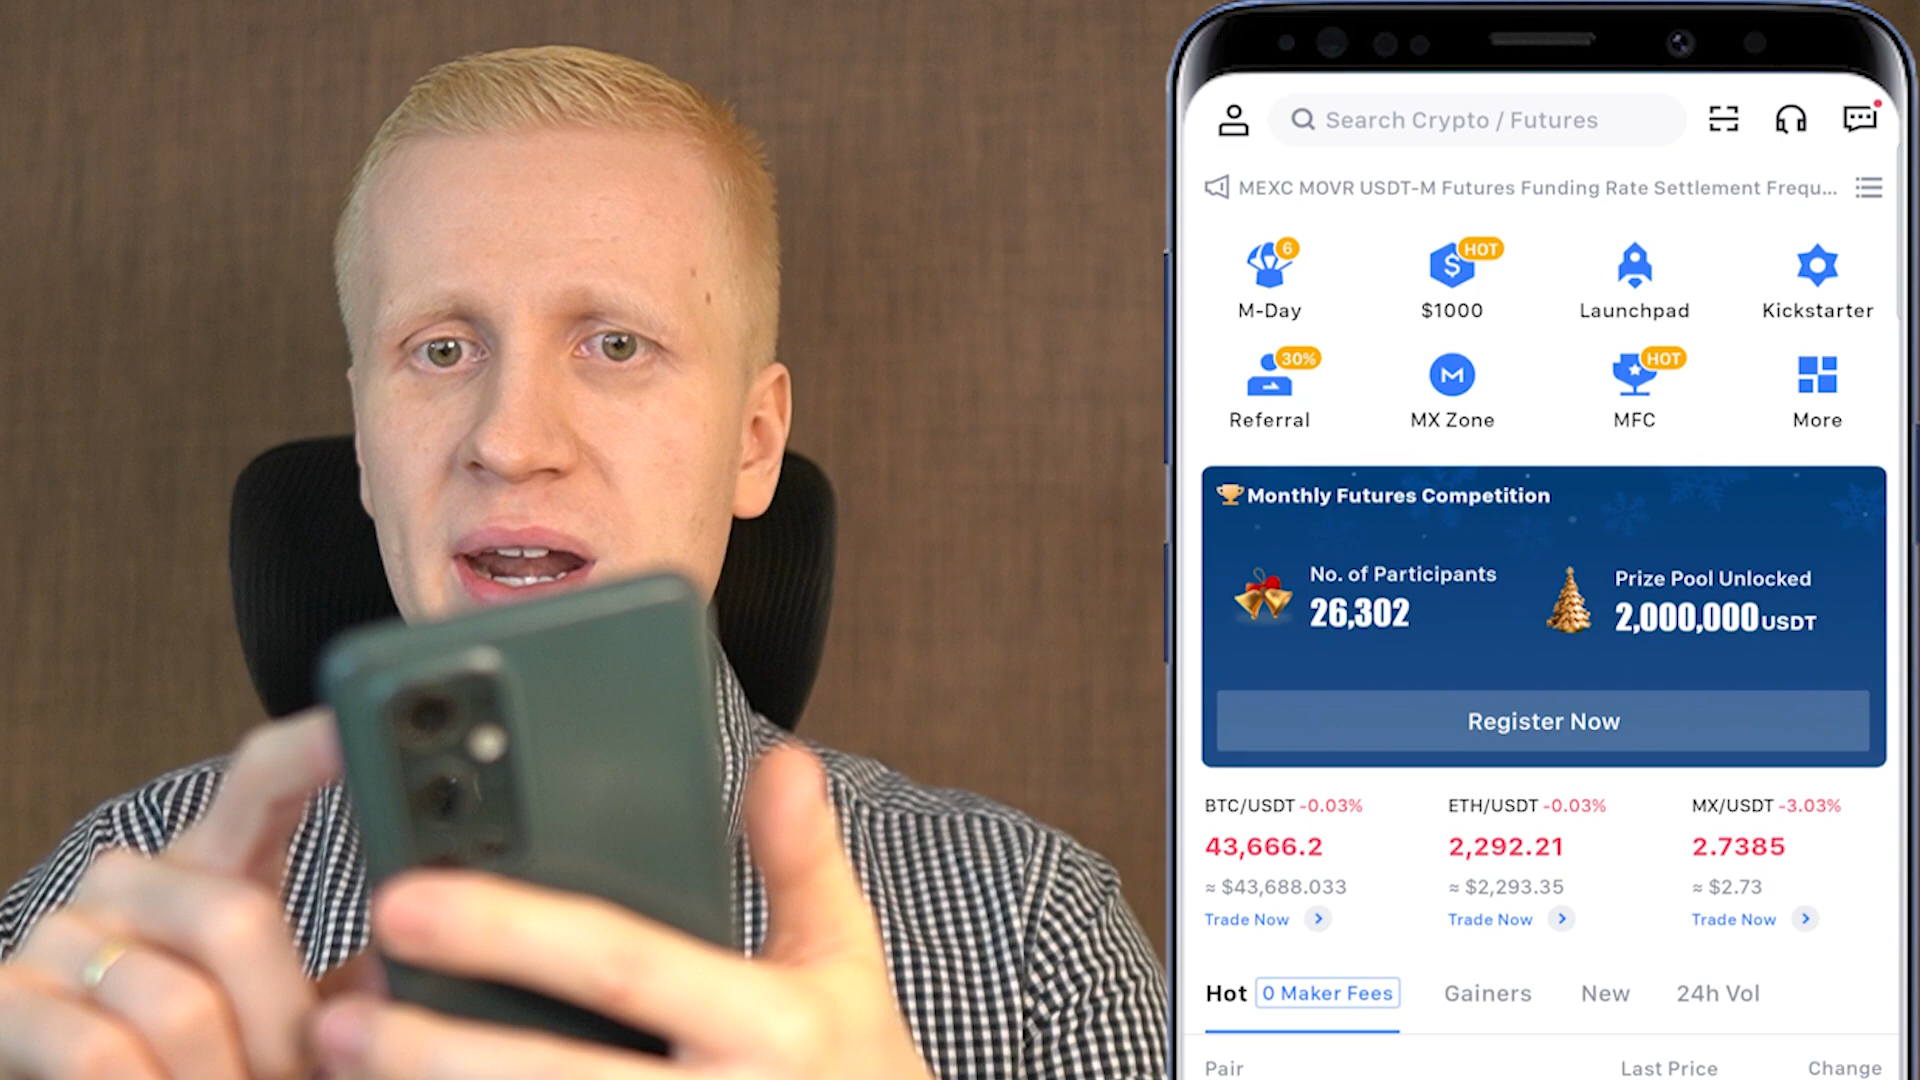 Search Crypto / Futures
MEXC MOVR USDT-M Futures Funding Rate Settlement Frequ...
6
HOT
M-Day
$1000
Launchpad
Kickstarter
30%
HOT
Referral
MX Zone
MFC
More
Monthly Futures Competition
No. of Participants
26,302
Prize Pool Unlocked
2,000,000 USDT
Register Now
BTC/USDT -0.03%
43,666.2
≈ $43,688.033
Trade Now
ETH/USDT -0.03%
2,292.21
≈ $2,293.35
Trade Now
MX/USDT -3.03%
2.7385
≈ $2.73
Trade Now
Hot 0 Maker Fees Gainers New 24h Vol
Pair Last Price Change